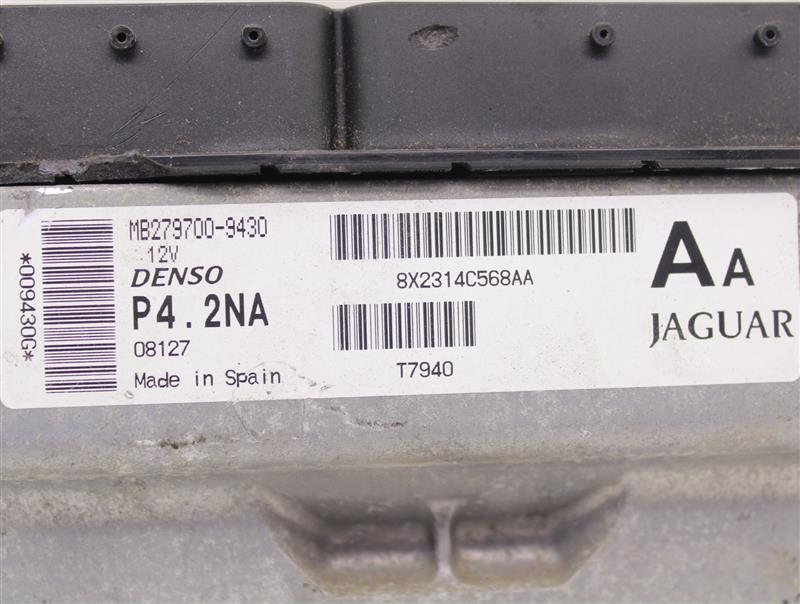 *009430G*
MB279700-9430
12V
DENSO
P4.2NA
08127
Made in Spain
8X2314C568AA
T7940
AA
JAGUAR